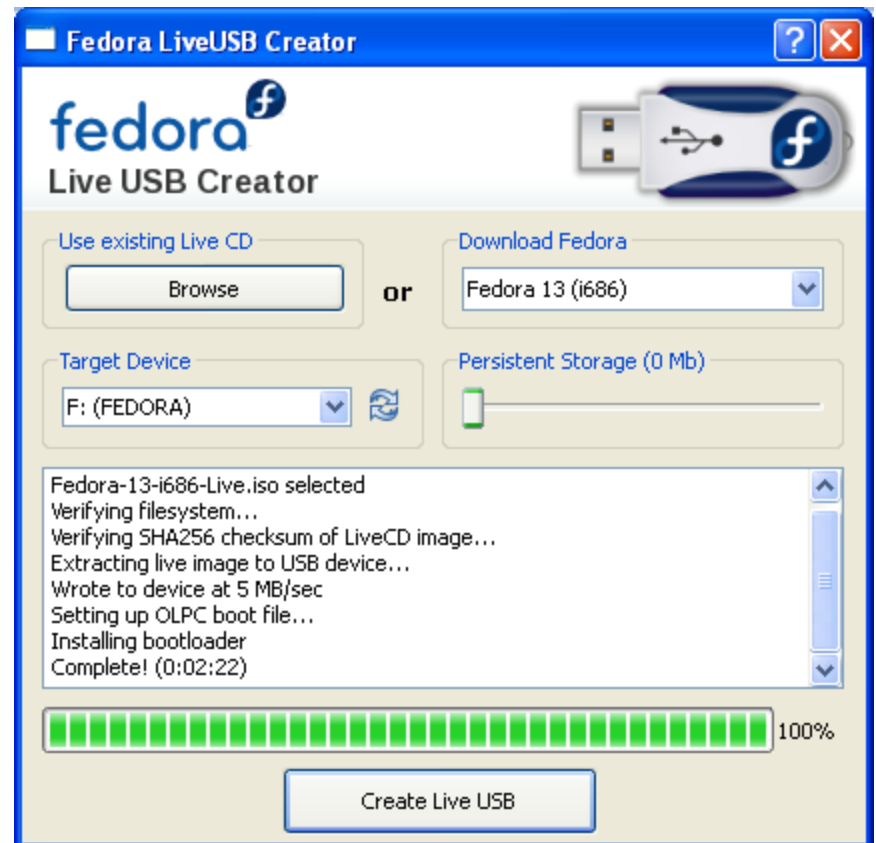 Fedora LiveUSB Creator
fedora
Live USB Creator
Use existing Live CD
Browse
or
Download Fedora
Fedora 13 (i686)
Target Device
F: (FEDORA)
Persistent Storage (0 Mb)
Fedora-13-i686-Live.iso selected
Verifying filesystem...
Verifying SHA256 checksum of LiveCD image...
Extracting live image to USB device...
Wrote to device at 5 MB/sec
Setting up OLPC boot file...
Installing bootloader
Complete! (0:02:22)
100%
Create Live USB